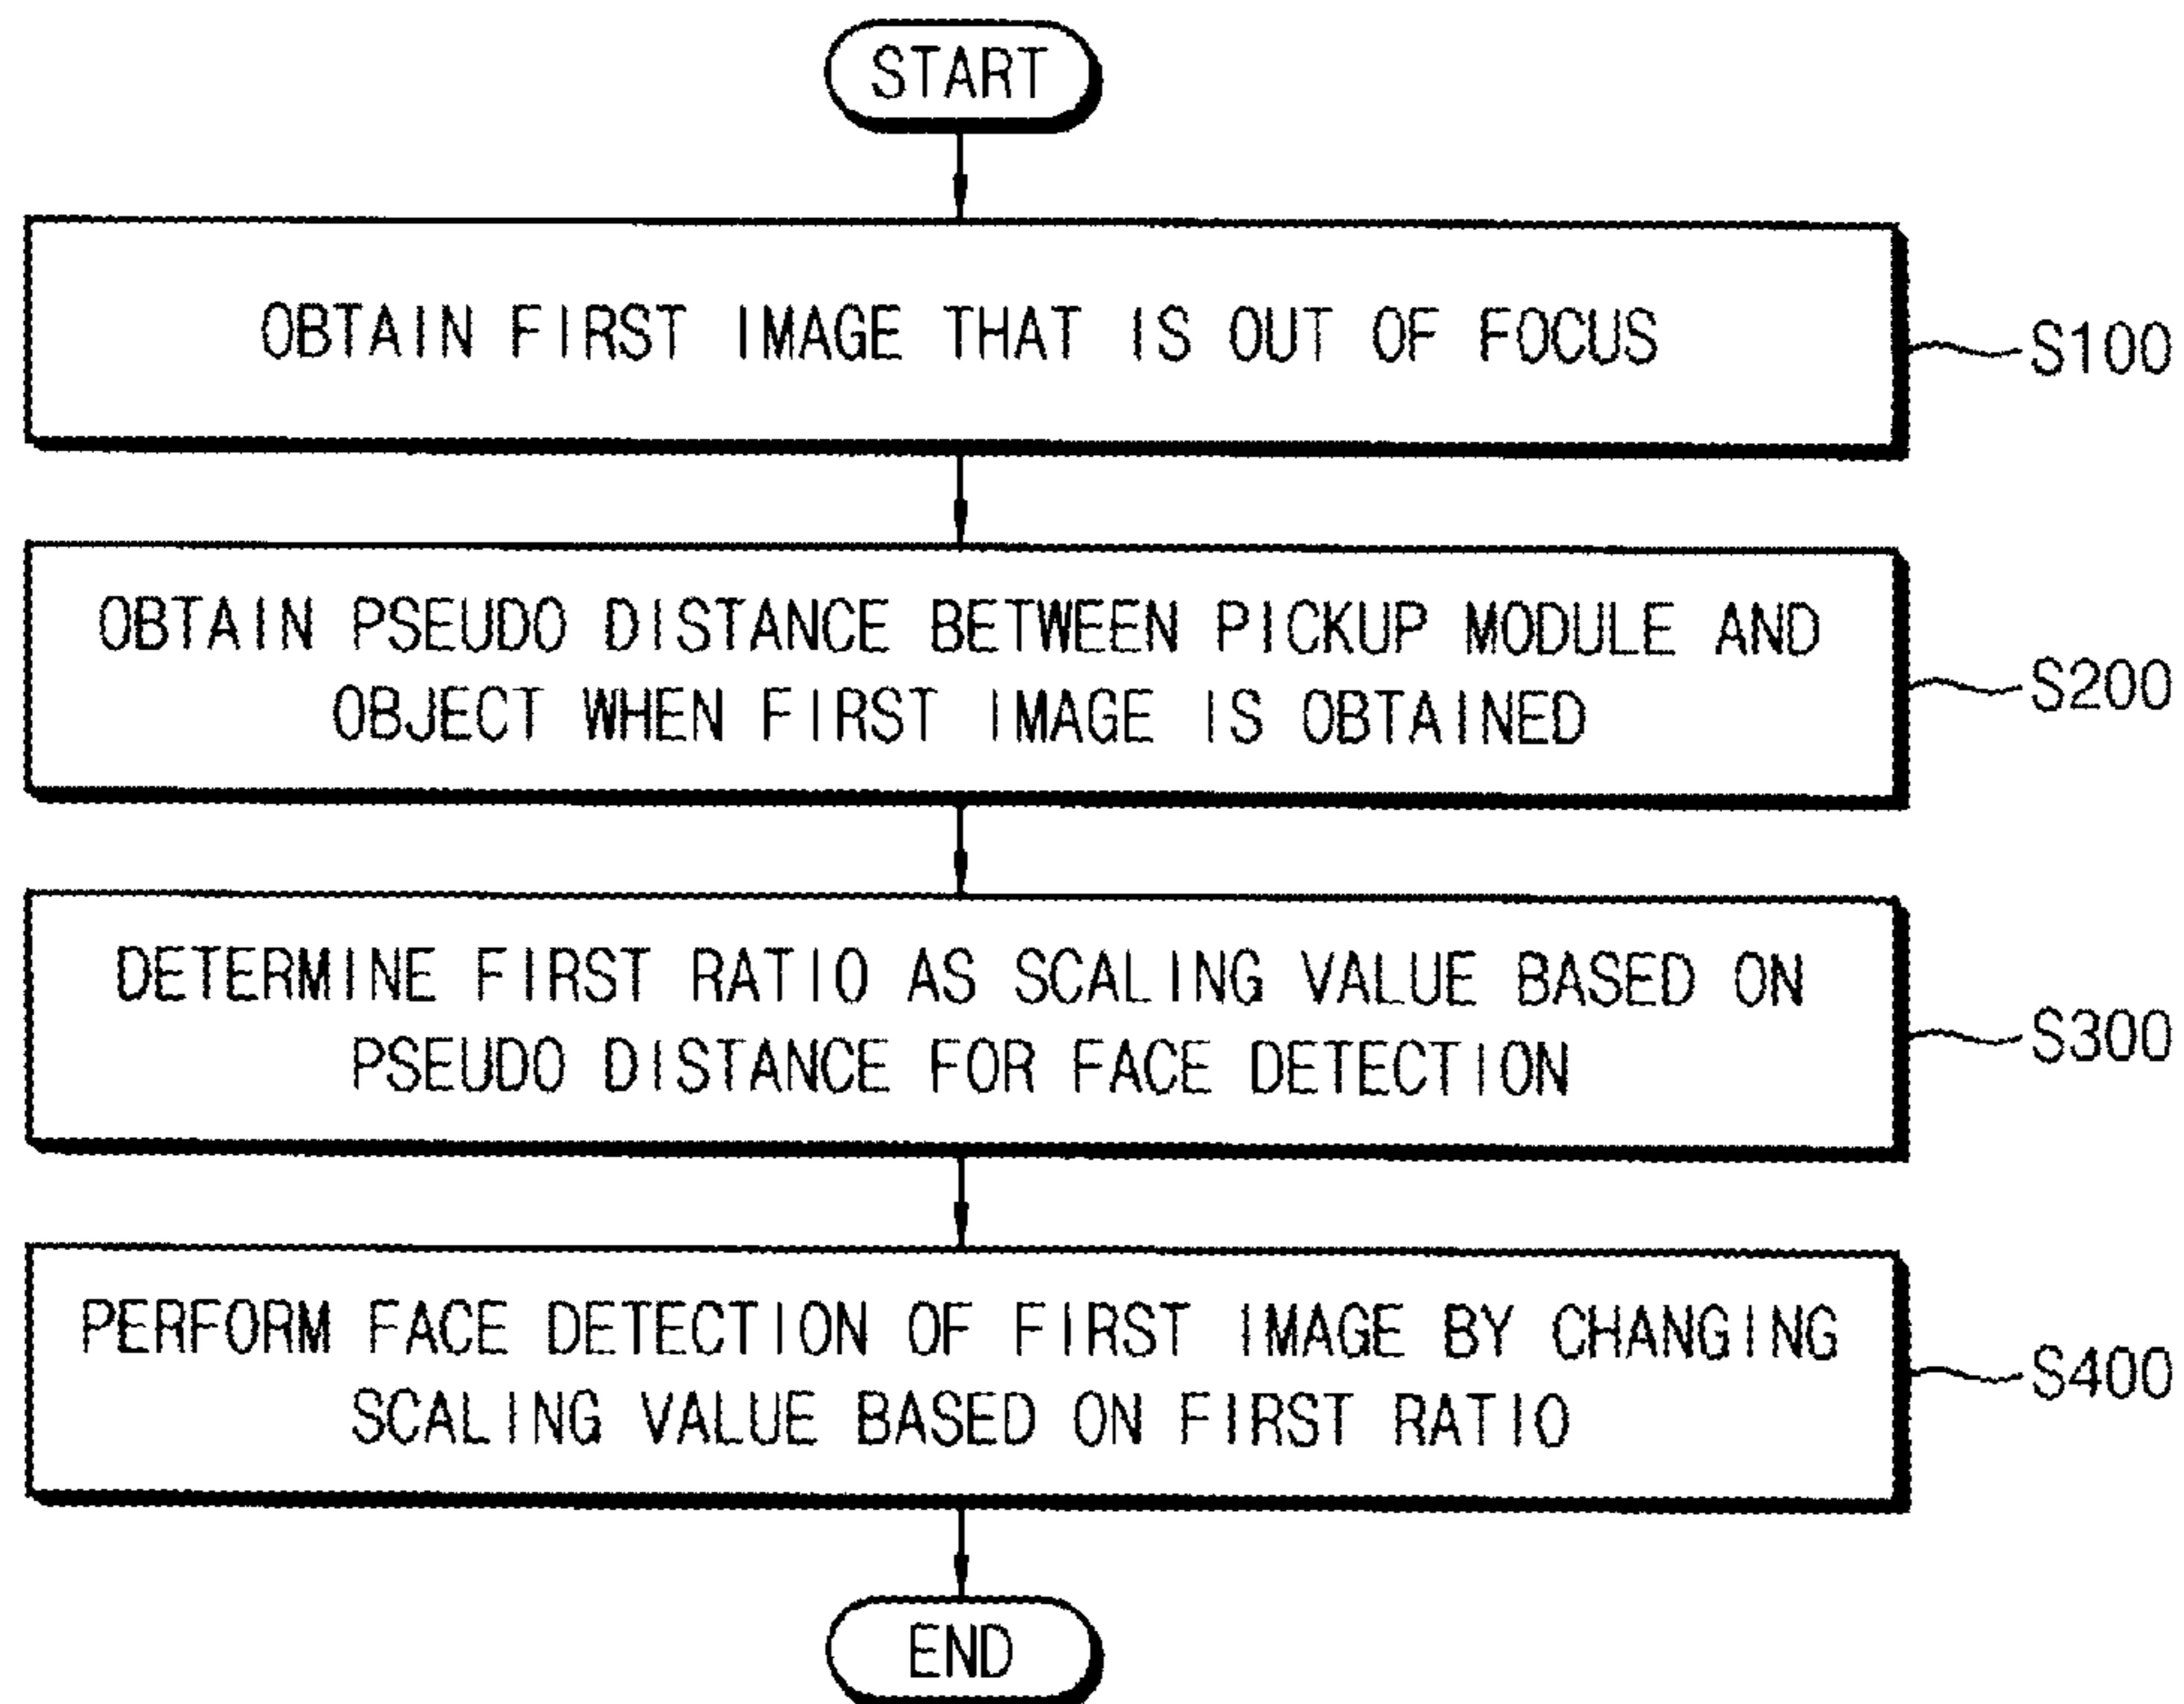 START
OBTAIN FIRST IMAGE THAT IS OUT OF FOCUS
S100
OBTAIN PSEUDO DISTANCE BETWEEN PICKUP MODULE AND
OBJECT WHEN FIRST IMAGE IS OBTAINED
S200
DETERMINE FIRST RATIO AS SCALING VALUE BASED ON
PSEUDO DISTANCE FOR FACE DETECTION
S300
PERFORM FACE DETECTION OF FIRST IMAGE BY CHANGING
SCALING VALUE BASED ON FIRST RATIO
S400
END